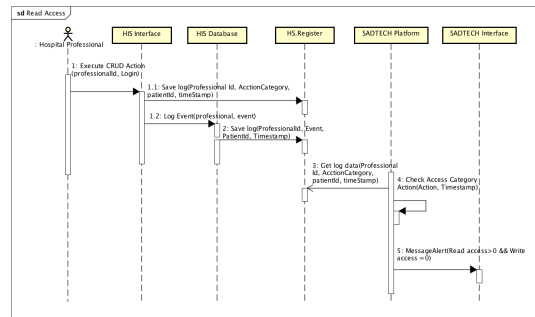 sd Read Access
: Hospital Professional
HIS Interface
HIS Database
HS.Register
SADTECH Platform
SADTECH Interface
1: Execute CRUD Action
(professionalId, Login)
1.1: Save log(Professional Id, AcctionCategory,
patientId, timeStamp)
1.2: Log Event(professional, event)
2: Save log(ProfessionalId, Event,
PatientId, Timestamp)
3: Get log data(Professional
Id, AcctionCategory,
patientId, timeStamp)
4: Check Access Category
Action(Action, Timestamp)
5: MessageAlert(Read access>0 && Write
access =0)